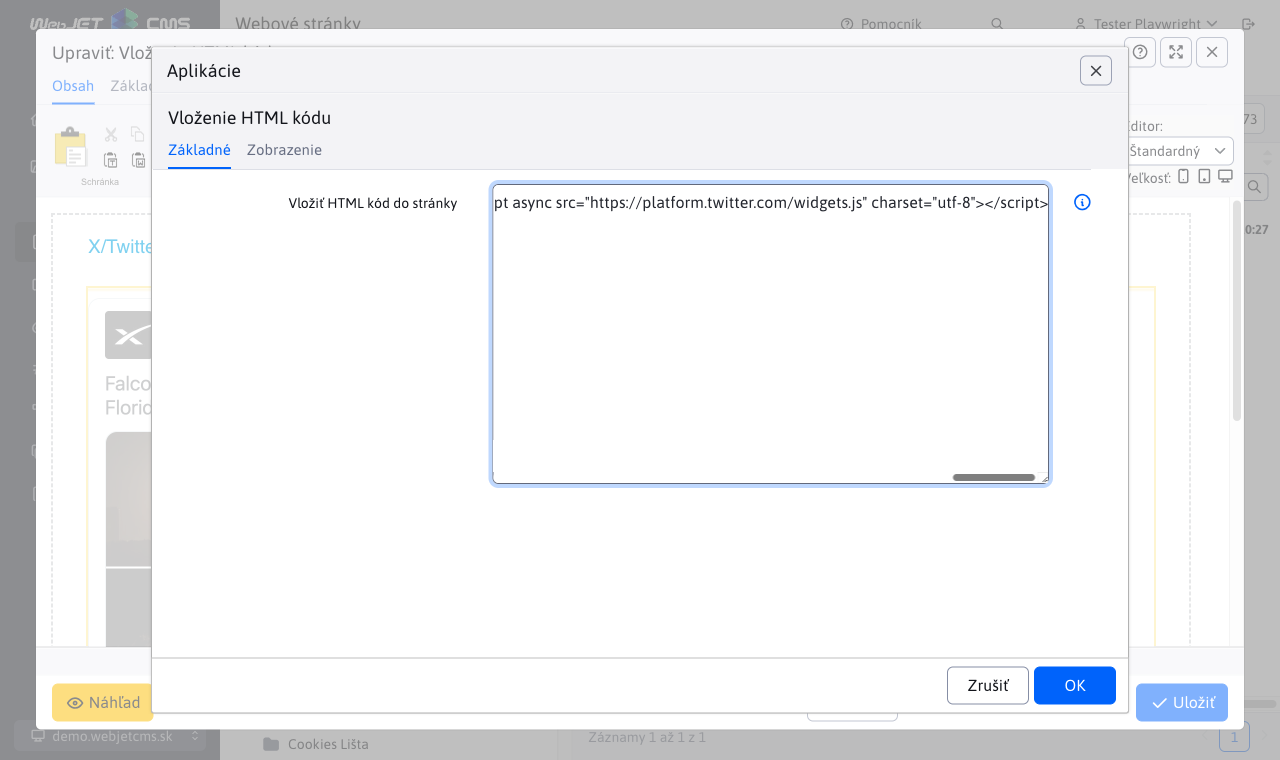 WebJET CMS
Webové stránky
Pomocník
Tester Playwright
Upraviť: Vlož
Aplikácie
Obsah
Základ
Vloženie HTML kódu
Základné
Zobrazenie
Editor:
Štandardný
Veľkosť:
73
Schránka
Vložiť HTML kód do stránky
pt async src="https://platform.twitter.com/widgets.js" charset="utf-8"></script>
0:27
X/Twitte
Falco
Floric
Zrušiť
OK
Náhľad
Uložiť
demo.webjetcms.sk
Cookies Lišta
Záznamy 1 až 1 z 1
1